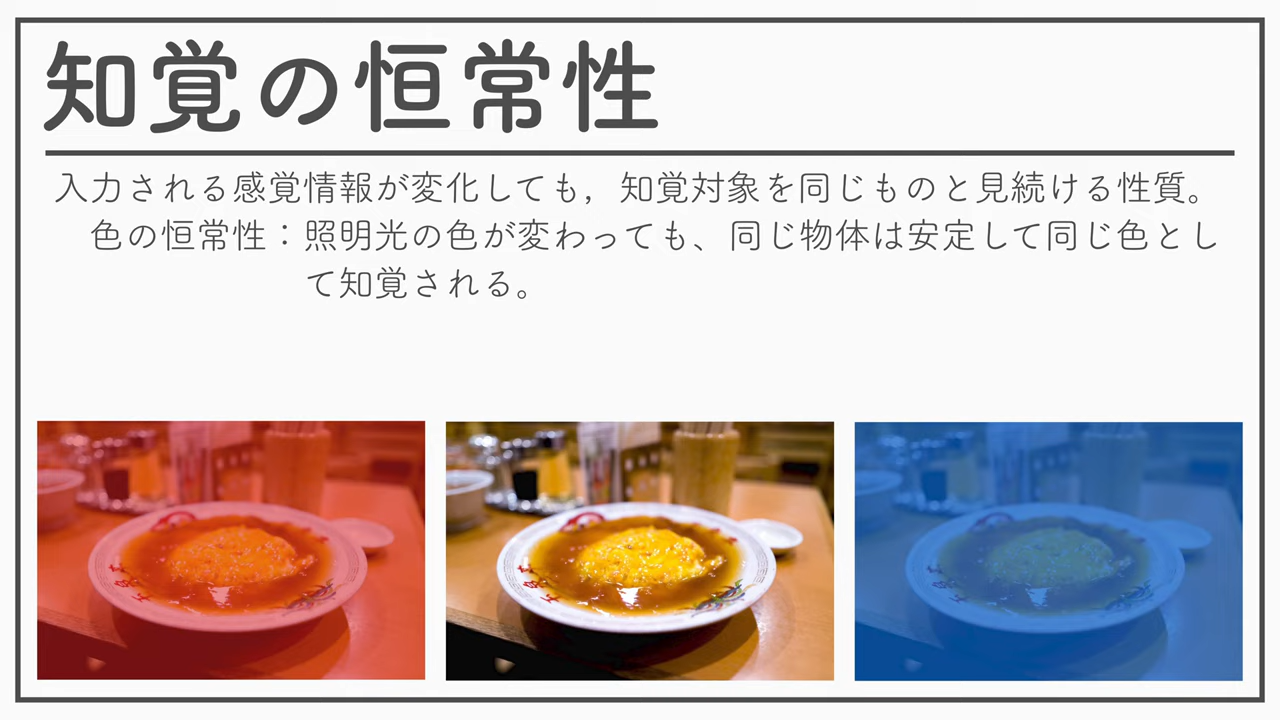 知覚の恒常性
入力される感覚情報が変化しても，知覚対象を同じものと見続ける性質。
色の恒常性：照明光の色が変わっても、同じ物体は安定して同じ色とし
て知覚される。